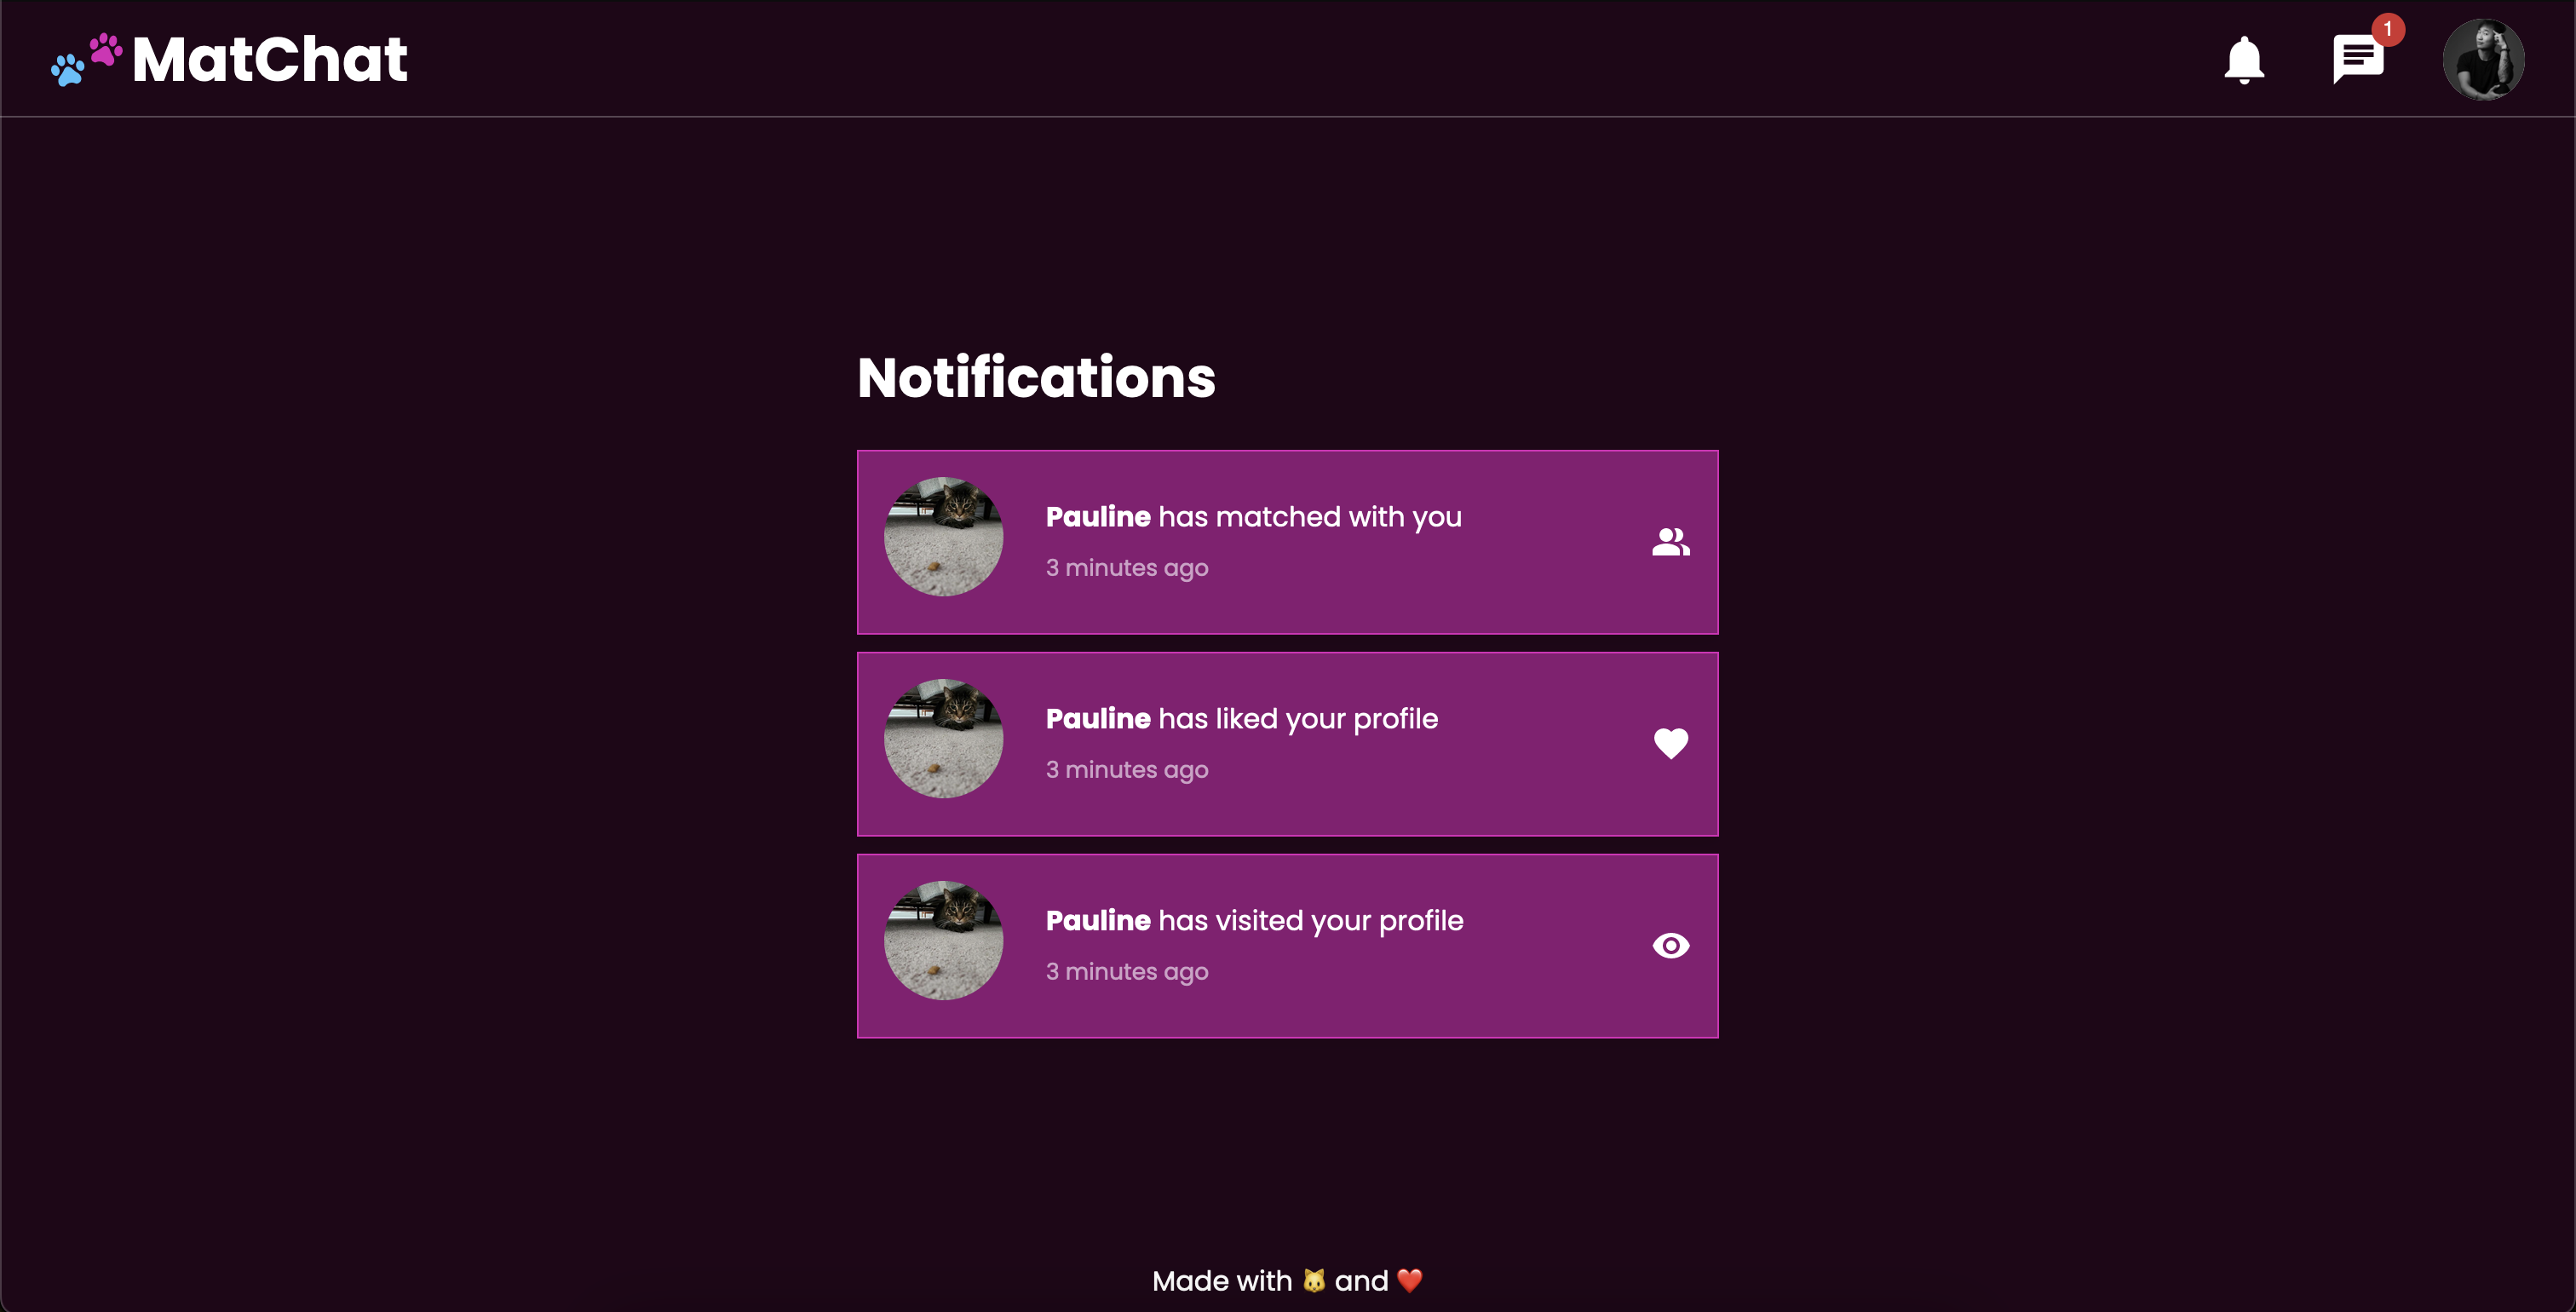 MatChat
1
Notifications
Pauline has matched with you
3 minutes ago
Pauline has liked your profile
3 minutes ago
Pauline has visited your profile
3 minutes ago
Made with 🐱 and ❤️